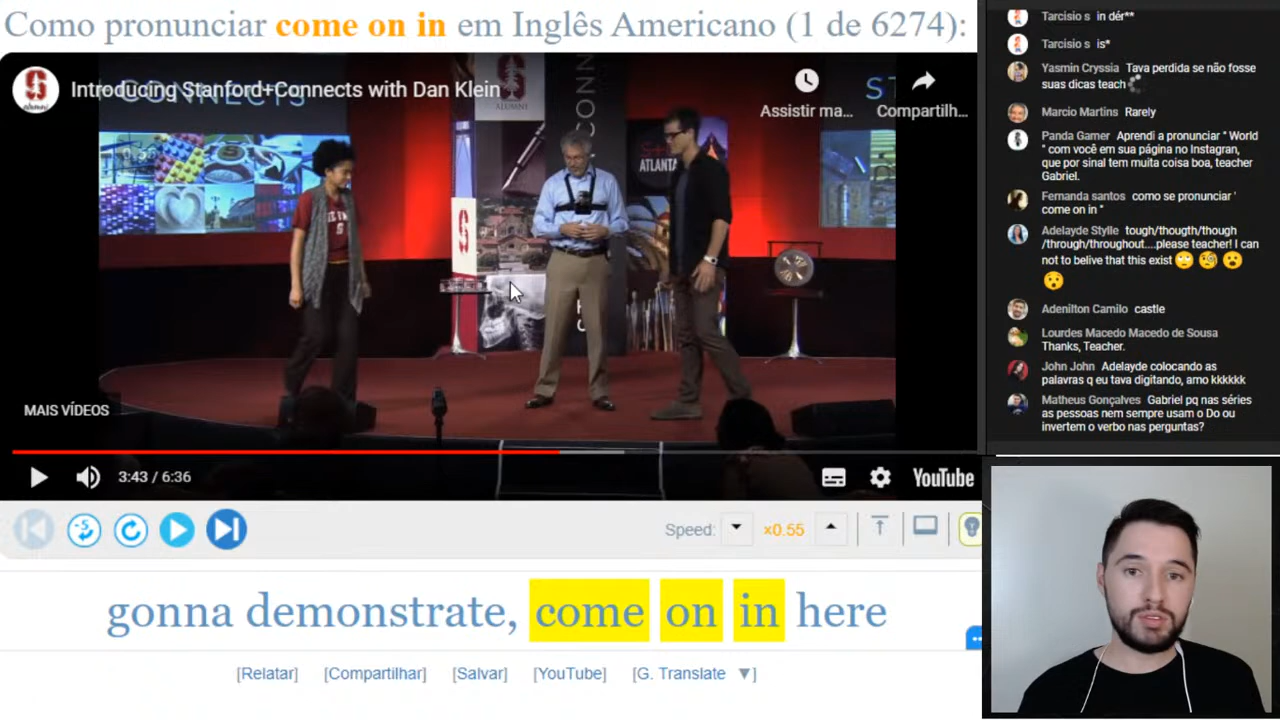 Como pronunciar come on in em Inglês Americano (1 de 6274):
Introducing Stanford+Connects with Dan Klein
CONNECTS
ALUMNI
ATLANTA
Assistir ma...
Compartilh...
MAIS VÍDEOS
3:43 / 6:36
YouTube
Speed:
×0.55
gonna demonstrate, come on in here
[Relatar] [Compartilhar] [Salvar] [YouTube] [G. Translate ▼]
Tarcisio s in dér**
Tarcisio s is*
Yasmin Cryssia Tava perdida se não fosse
suas dicas teach
Marcio Martins Rarely
Panda Gamer Aprendi a pronunciar " World
" com você em sua página no Instagran,
que por sinal tem muita coisa boa, teacher
Gabriel.
Fernanda santos como se pronunciar '
come on in "
Adelayde Stylle tough/thougth/though
/through/throughout....please teacher! I can
not to belive that this exist 🙄 🧐 😮
😯
Adenilton Camilo castle
Lourdes Macedo Macedo de Sousa
Thanks, Teacher.
John John Adelayde colocando as
palavras q eu tava digitando, amo kkkkkk
Matheus Gonçalves Gabriel pq nas séries
as pessoas nem sempre usam o Do ou
invertem o verbo nas perguntas?